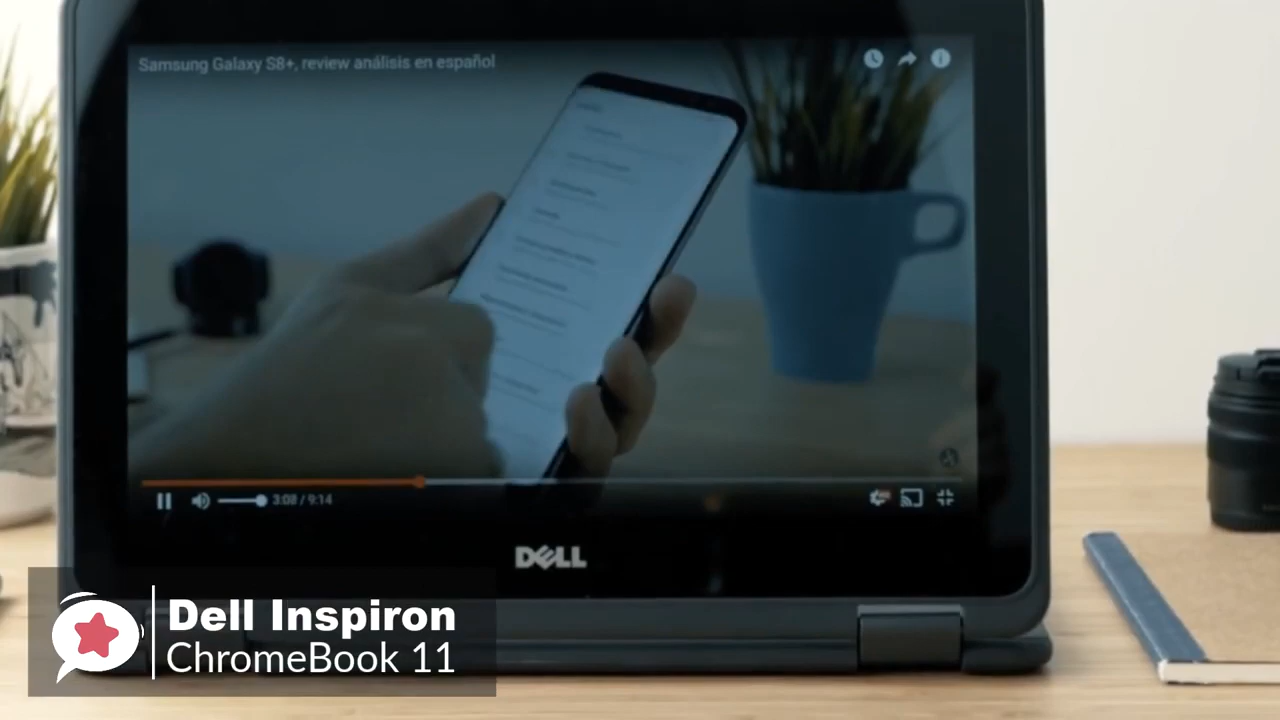 Samsung Galaxy S8+, review análisis en español
3:08 / 9:14
DELL
Dell Inspiron
ChromeBook 11